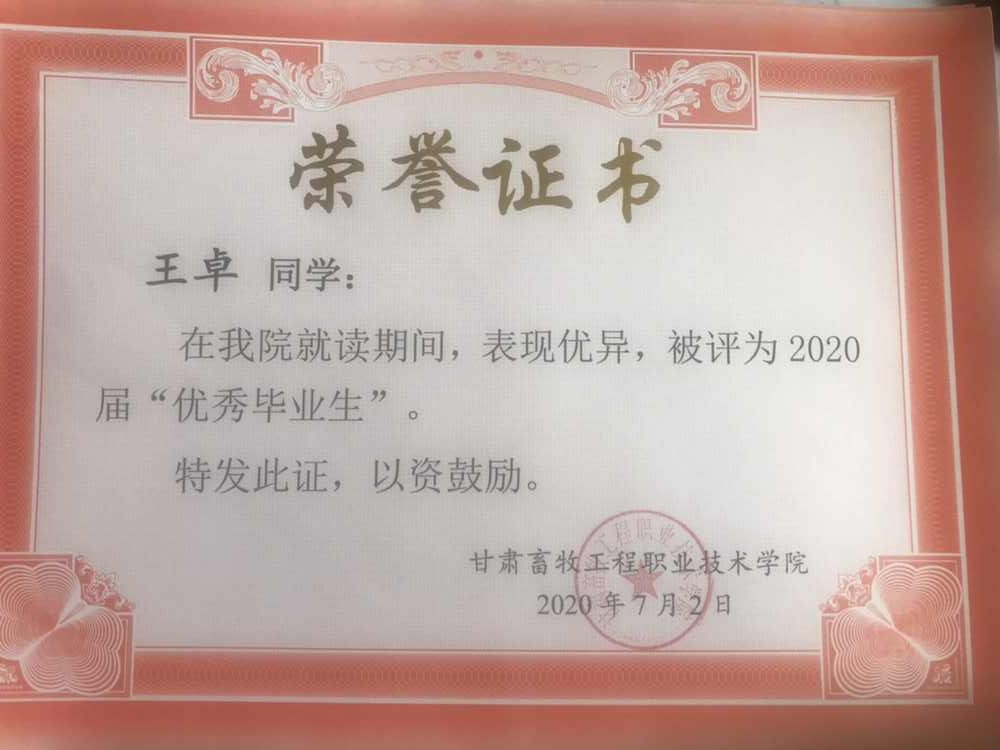 荣誉证书
王卓 同学：
在我院就读期间，表现优异，被评为 2020
届“优秀毕业生”。
特发此证，以资鼓励。
甘肃畜牧工程职业技术学院
2020 年 7 月 2 日